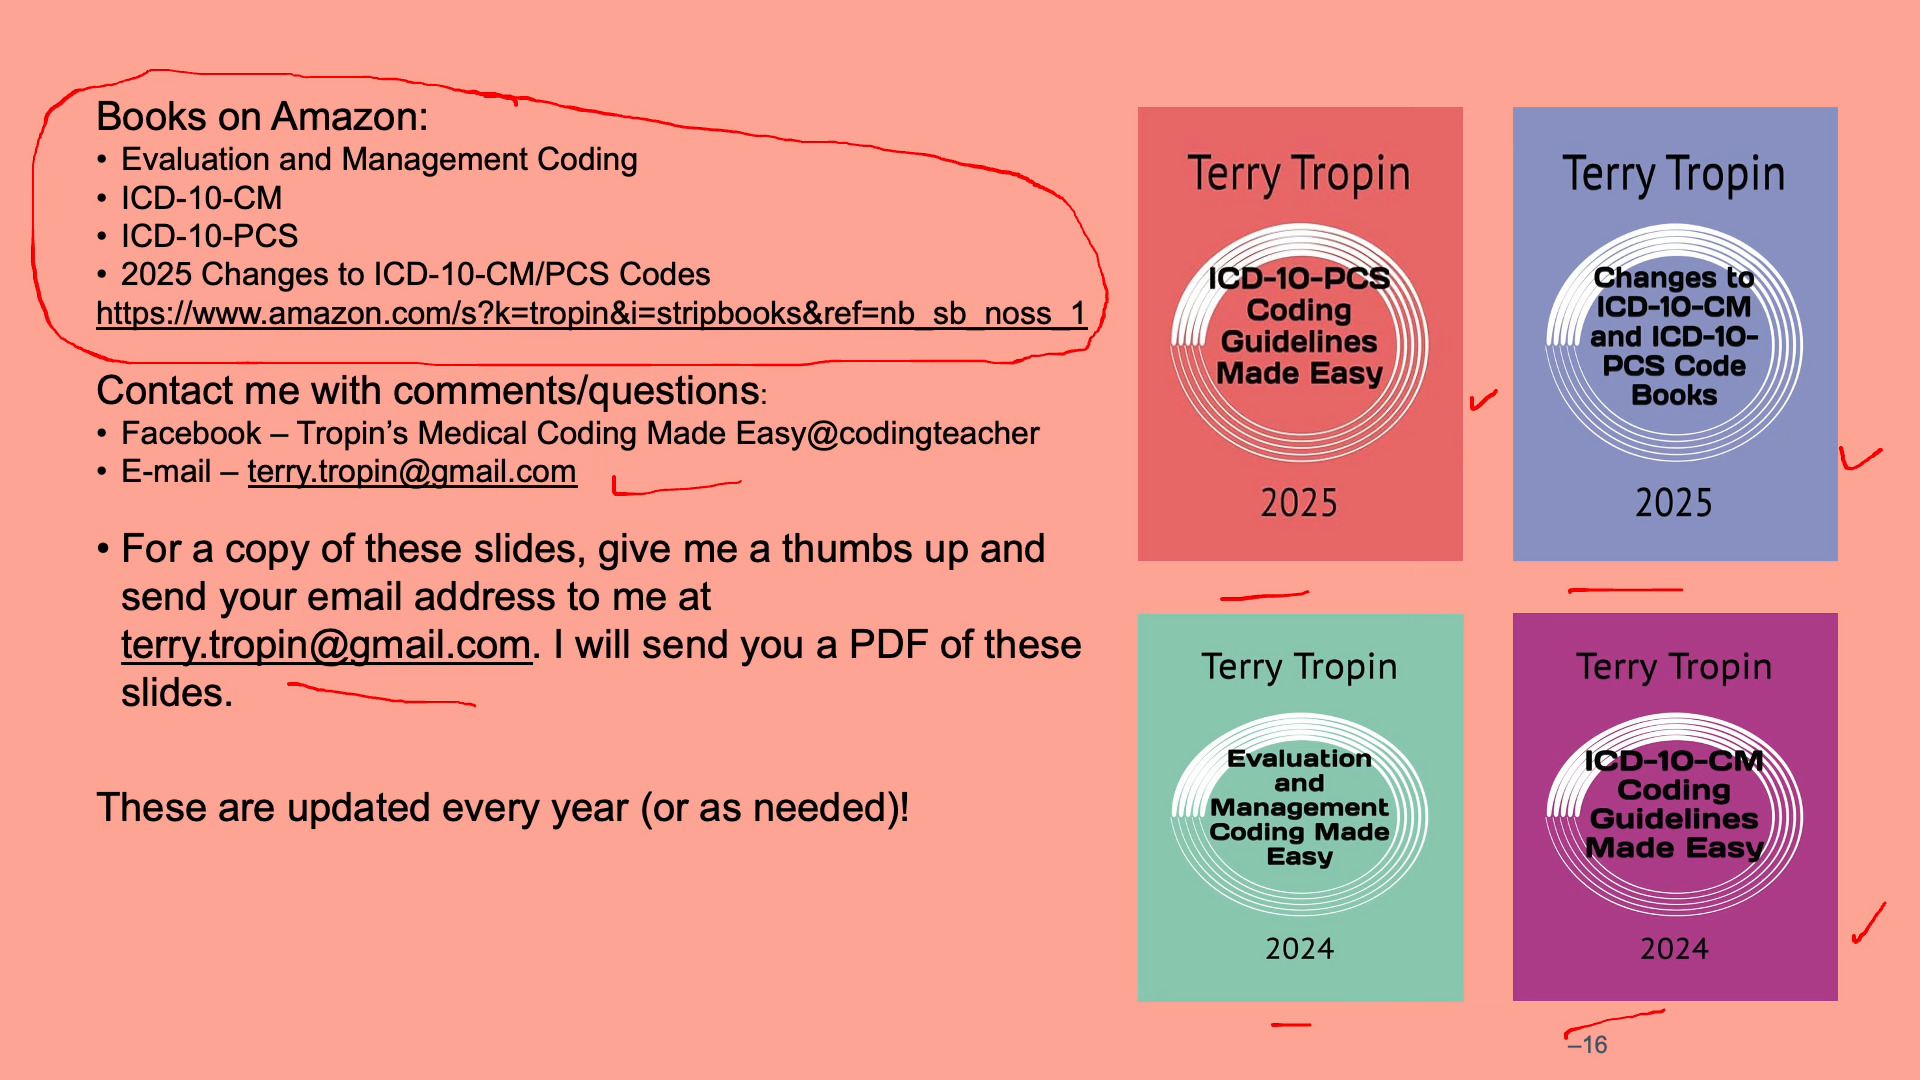 Books on Amazon:
• Evaluation and Management Coding
• ICD-10-CM
• ICD-10-PCS
• 2025 Changes to ICD-10-CM/PCS Codes
https://www.amazon.com/s?k=tropin&i=stripbooks&ref=nb_sb_noss_1
Contact me with comments/questions:
• Facebook – Tropin’s Medical Coding Made Easy@codingteacher
• E-mail – terry.tropin@gmail.com
• For a copy of these slides, give me a thumbs up and
send your email address to me at
terry.tropin@gmail.com. I will send you a PDF of these
slides.
These are updated every year (or as needed)!
Terry Tropin
ICD-10-PCS
Coding
Guidelines
Made Easy
2025
Terry Tropin
Changes to
ICD-10-CM
and ICD-10-
PCS Code
Books
2025
Terry Tropin
Evaluation
and
Management
Coding Made
Easy
2024
Terry Tropin
ICD-10-CM
Coding
Guidelines
Made Easy
2024
–16